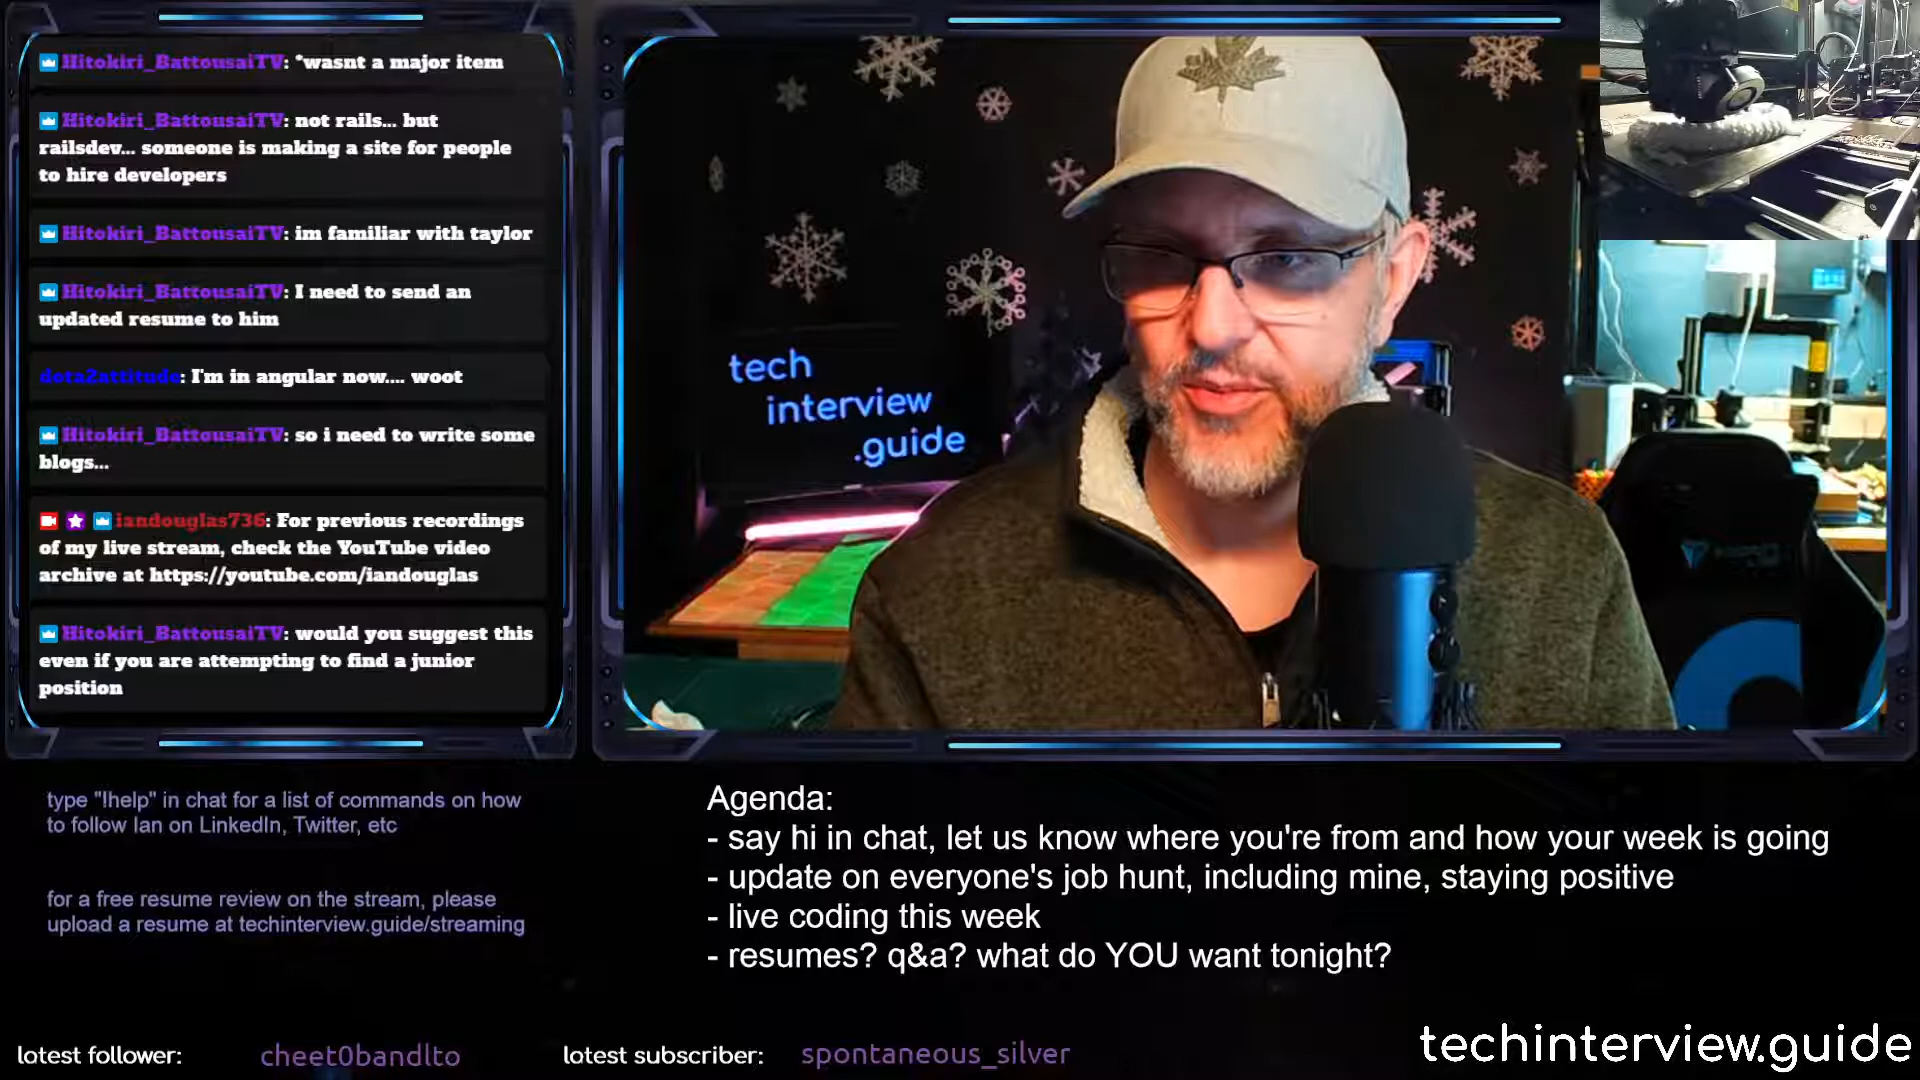 Hitokiri_BattousaiTV: *wasnt a major item
Hitokiri_BattousaiTV: not rails... but
railsdev... someone is making a site for people
to hire developers
Hitokiri_BattousaiTV: im familiar with taylor
Hitokiri_BattousaiTV: I need to send an
updated resume to him
dota2attitude: I'm in angular now.... woot
Hitokiri_BattousaiTV: so i need to write some
blogs...
iandouglas736: For previous recordings
of my live stream, check the YouTube video
archive at https://youtube.com/iandouglas
Hitokiri_BattousaiTV: would you suggest this
even if you are attempting to find a junior
position
tech
interview
.guide
type "!help" in chat for a list of commands on how
to follow Ian on LinkedIn, Twitter, etc
for a free resume review on the stream, please
upload a resume at techinterview.guide/streaming
Agenda:
- say hi in chat, let us know where you're from and how your week is going
- update on everyone's job hunt, including mine, staying positive
- live coding this week
- resumes? q&a? what do YOU want tonight?
latest follower: cheet0bandlto
latest subscriber: spontaneous_silver
techinterview.guide